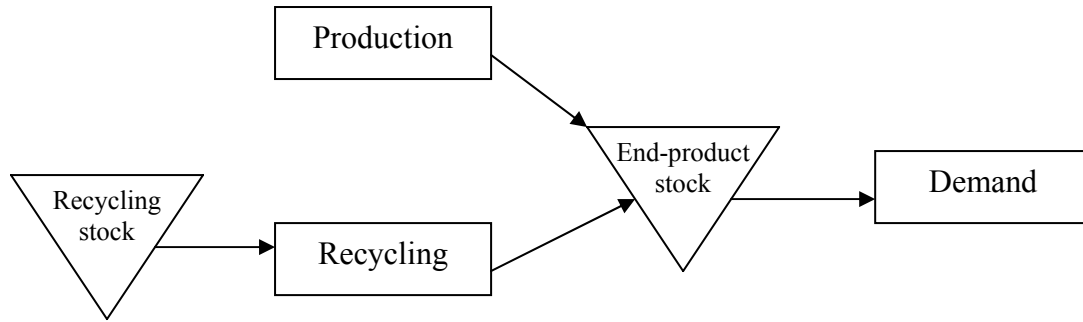 Production
End-product
stock
Demand
Recycling
stock
Recycling